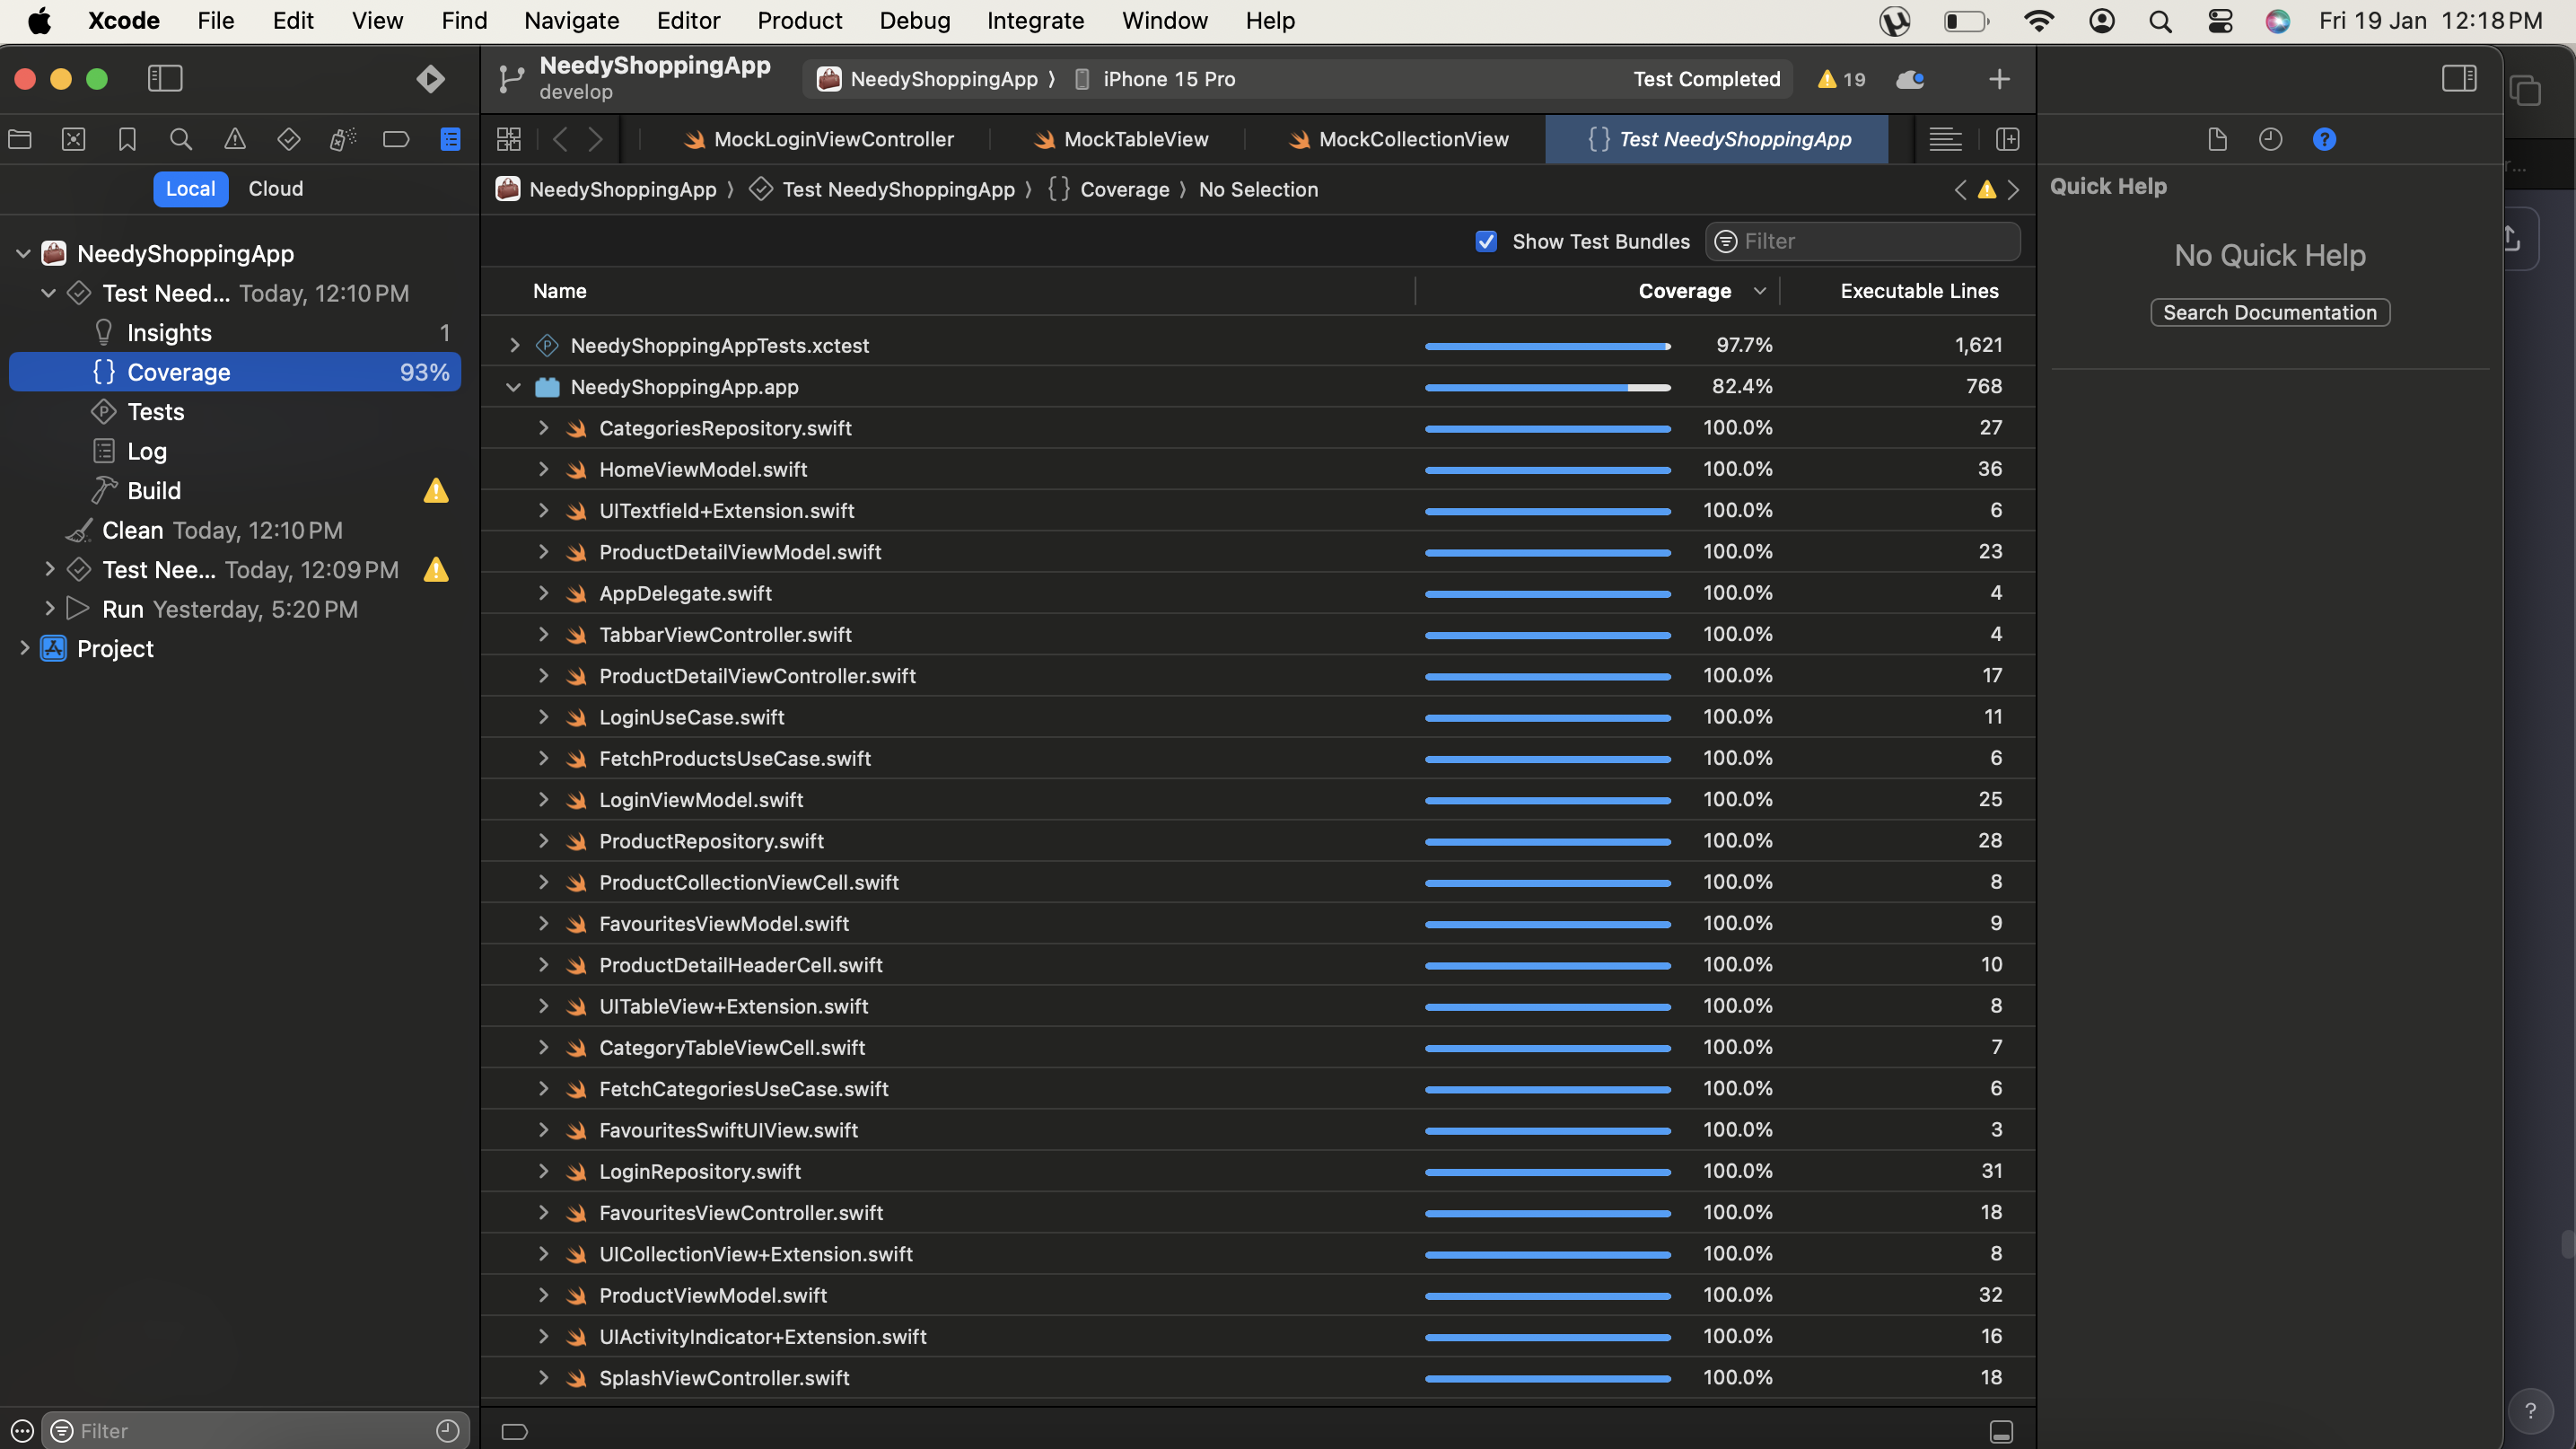 Xcode File Edit View Find Navigate Editor Product Debug Integrate Window Help Fri 19 Jan 12:18 PM
NeedyShoppingApp
develop
NeedyShoppingApp 〉 iPhone 15 Pro Test Completed 19
MockLoginViewController MockTableView MockCollectionView {} Test NeedyShoppingApp
Local Cloud
NeedyShoppingApp 〉 Test NeedyShoppingApp 〉 {} Coverage 〉 No Selection
Quick Help
No Quick Help
Search Documentation
Show Test Bundles Filter
NeedyShoppingApp
Test Need... Today, 12:10 PM
Insights 1
{} Coverage 93%
Tests
Log
Build
Clean Today, 12:10 PM
Test Nee... Today, 12:09 PM
Run Yesterday, 5:20 PM
Project
Filter
Name Coverage Executable Lines
NeedyShoppingAppTests.xctest 97.7% 1,621
NeedyShoppingApp.app 82.4% 768
CategoriesRepository.swift 100.0% 27
HomeViewModel.swift 100.0% 36
UITextfield+Extension.swift 100.0% 6
ProductDetailViewModel.swift 100.0% 23
AppDelegate.swift 100.0% 4
TabbarViewController.swift 100.0% 4
ProductDetailViewController.swift 100.0% 17
LoginUseCase.swift 100.0% 11
FetchProductsUseCase.swift 100.0% 6
LoginViewModel.swift 100.0% 25
ProductRepository.swift 100.0% 28
ProductCollectionViewCell.swift 100.0% 8
FavouritesViewModel.swift 100.0% 9
ProductDetailHeaderCell.swift 100.0% 10
UITableView+Extension.swift 100.0% 8
CategoryTableViewCell.swift 100.0% 7
FetchCategoriesUseCase.swift 100.0% 6
FavouritesSwiftUIView.swift 100.0% 3
LoginRepository.swift 100.0% 31
FavouritesViewController.swift 100.0% 18
UICollectionView+Extension.swift 100.0% 8
ProductViewModel.swift 100.0% 32
UIActivityIndicator+Extension.swift 100.0% 16
SplashViewController.swift 100.0% 18